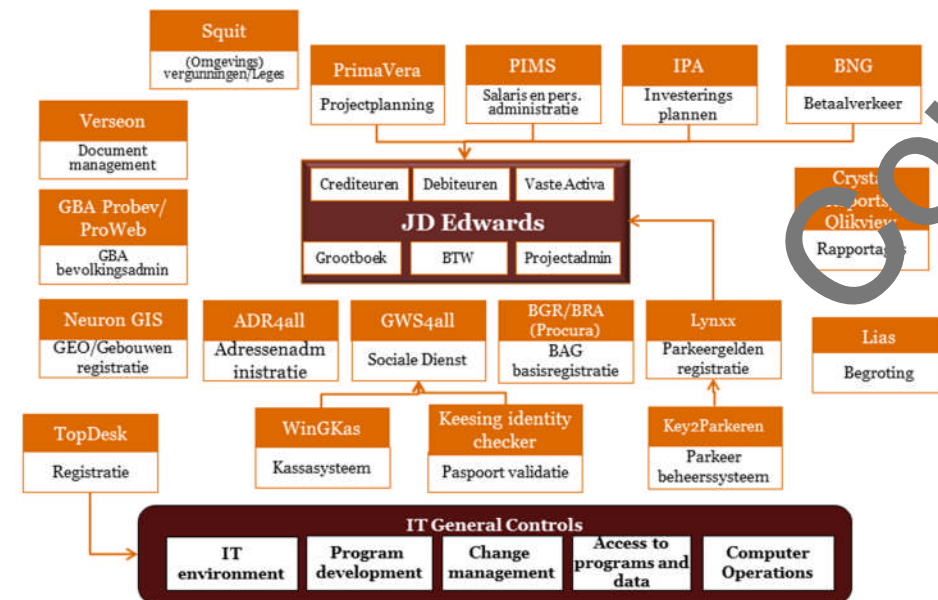 Squit
(Omgevings)
vergunningen/Leges
PrimaVera
Projectplanning
PIMS
Salaris en pers.
administratie
IPA
Investerings
plannen
BNG
Betaalverkeer
Verseon
Document
management
Crediteuren
Debiteuren
Vaste Activa
JD Edwards
Grootboek
BTW
Projectadmin
GBA Probev/
ProWeb
GBA
bevolkingsadmin
Qlikview
Neuron GIS
GEO/Gebouwen
registratie
ADR4all
Adressenadm
inistratie
GWS4all
Sociale Dienst
BGR/BRA
(Procura)
BAG
basisregistratie
Lynxx
Parkeergelden
registratie
Lias
Begroting
TopDesk
Registratie
WinGKas
Kassasysteem
Keesing identity
checker
Paspoort validatie
Key2Parkeren
Parkeer
beheerssysteem
IT General Controls
IT
environment
Program
development
Change
management
Access to
programs and
data
Computer
Operations